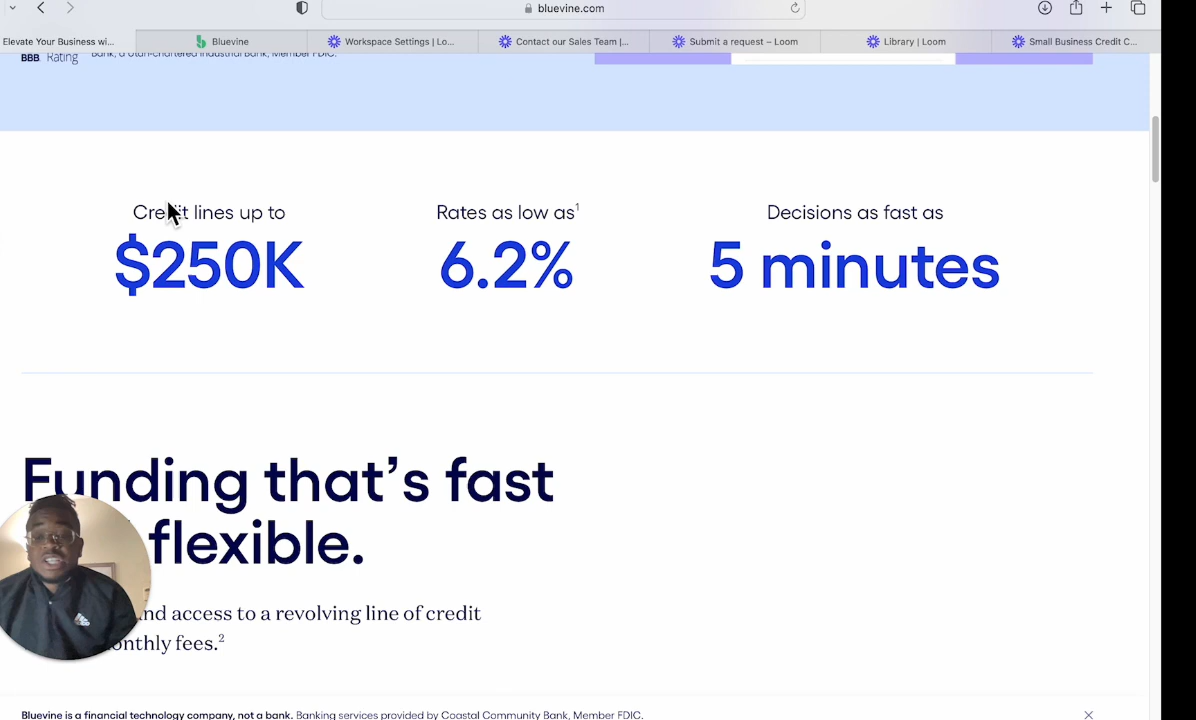 bluevine.com
Elevate Your Business wi...
Bluevine
Workspace Settings | Lo...
Contact our Sales Team |...
Submit a request – Loom
Library | Loom
Small Business Credit C...
BBB Rating
Bank, a Utah-chartered Industrial Bank, Member FDIC.
Credit lines up to
$250K
Rates as low as¹
6.2%
Decisions as fast as
5 minutes
Funding that's fast
flexible.
and access to a revolving line of credit
monthly fees.²
Bluevine is a financial technology company, not a bank. Banking services provided by Coastal Community Bank, Member FDIC.